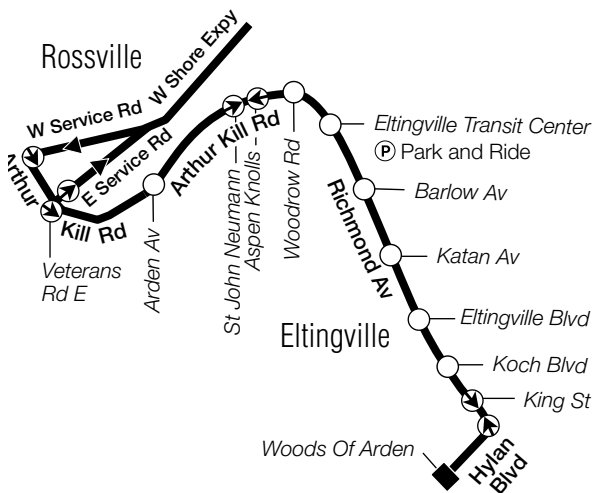 Rossville
W Shore Expy
W Service Rd
E Service Rd
Arthur
Kill Rd
Arthur Kill Rd
Veterans
Rd E
Arden Av
St John Neumann
Aspen Knolls
Woodrow Rd
Eltingville Transit Center
P Park and Ride
Richmond Av
Barlow Av
Katan Av
Eltingville
Eltingville Blvd
Koch Blvd
King St
Woods Of Arden
Hylan
Blvd